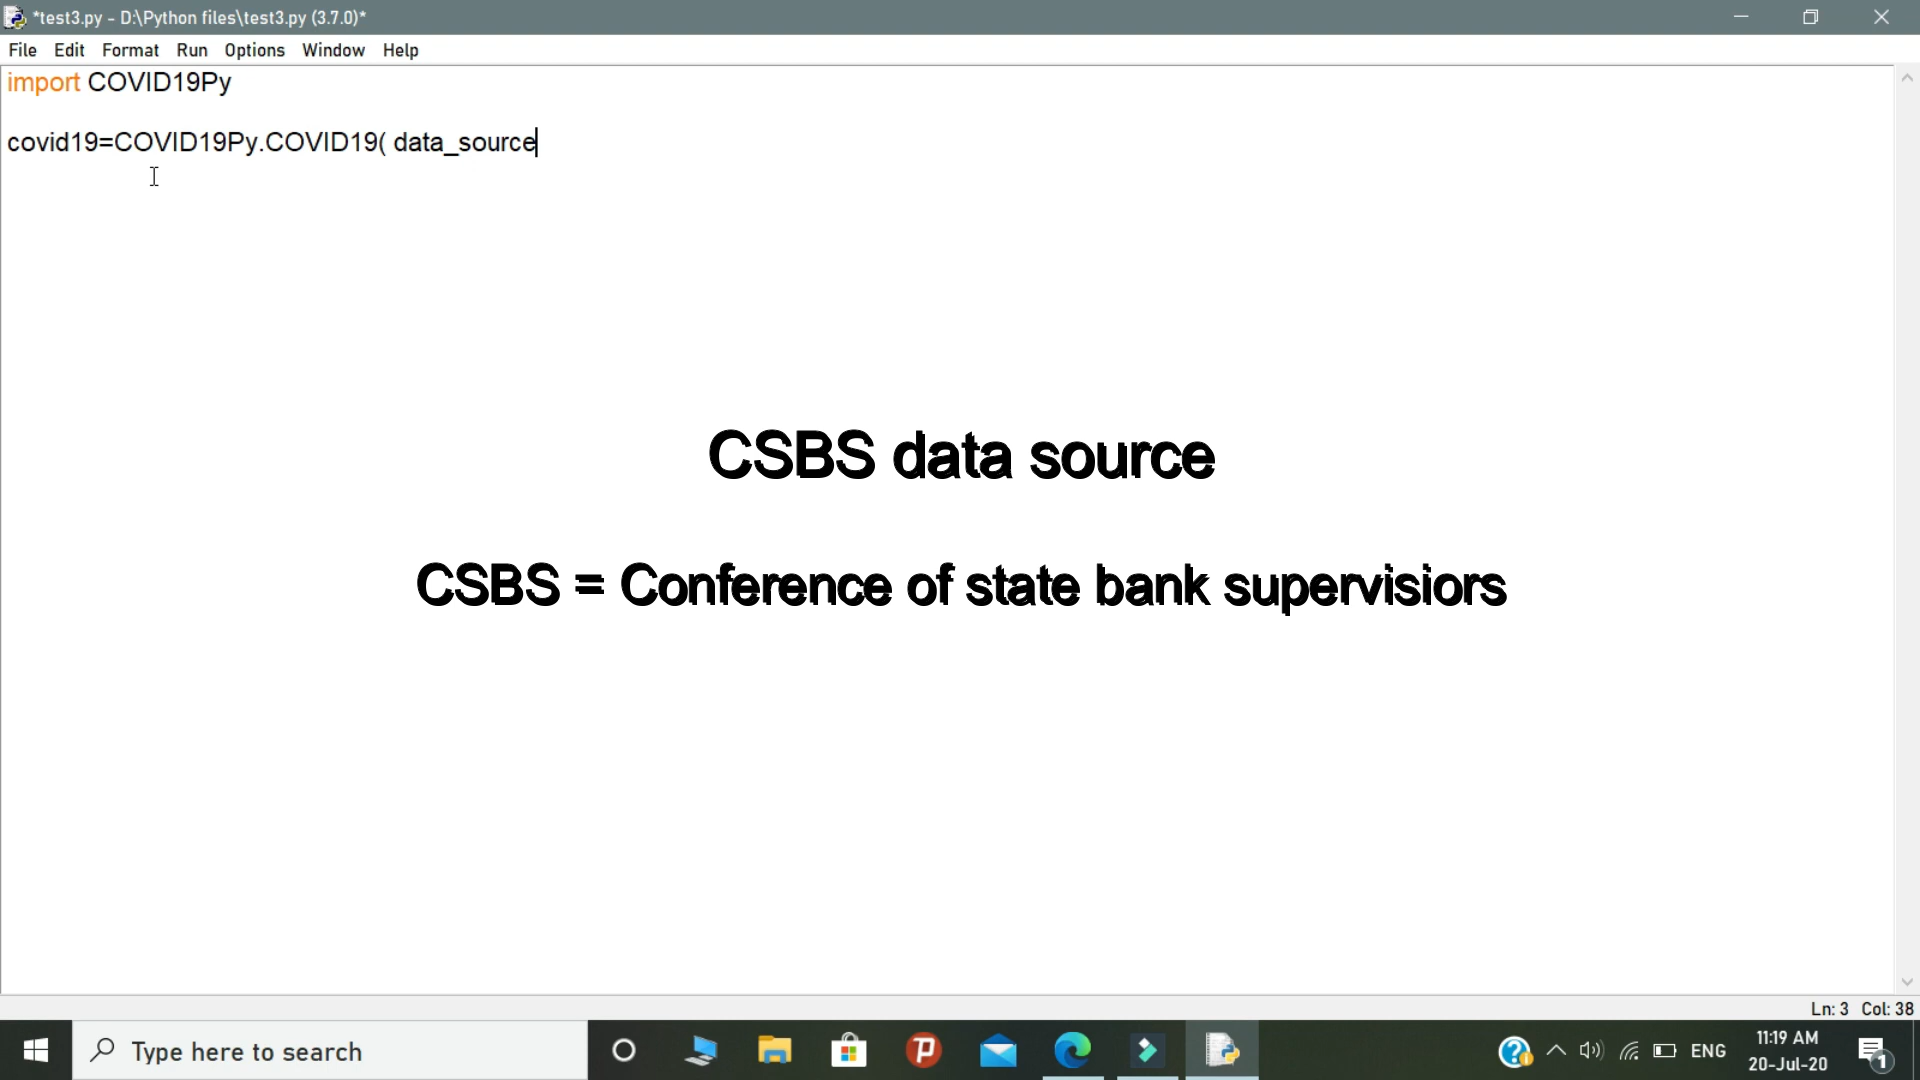 *test3.py - D:\Python files\test3.py (3.7.0)*
File Edit Format Run Options Window Help
import COVID19Py
covid19=COVID19Py.COVID19( data_source
CSBS data source
CSBS = Conference of state bank supervisiors
Ln: 3 Col: 38
Type here to search
ENG
11:19 AM
20-Jul-20
1